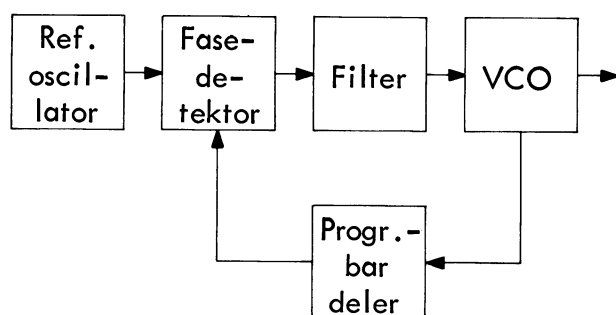 Ref.
oscil-
lator
Fase-
de-
tektor
Filter
VCO
Progr.-
bar
deler